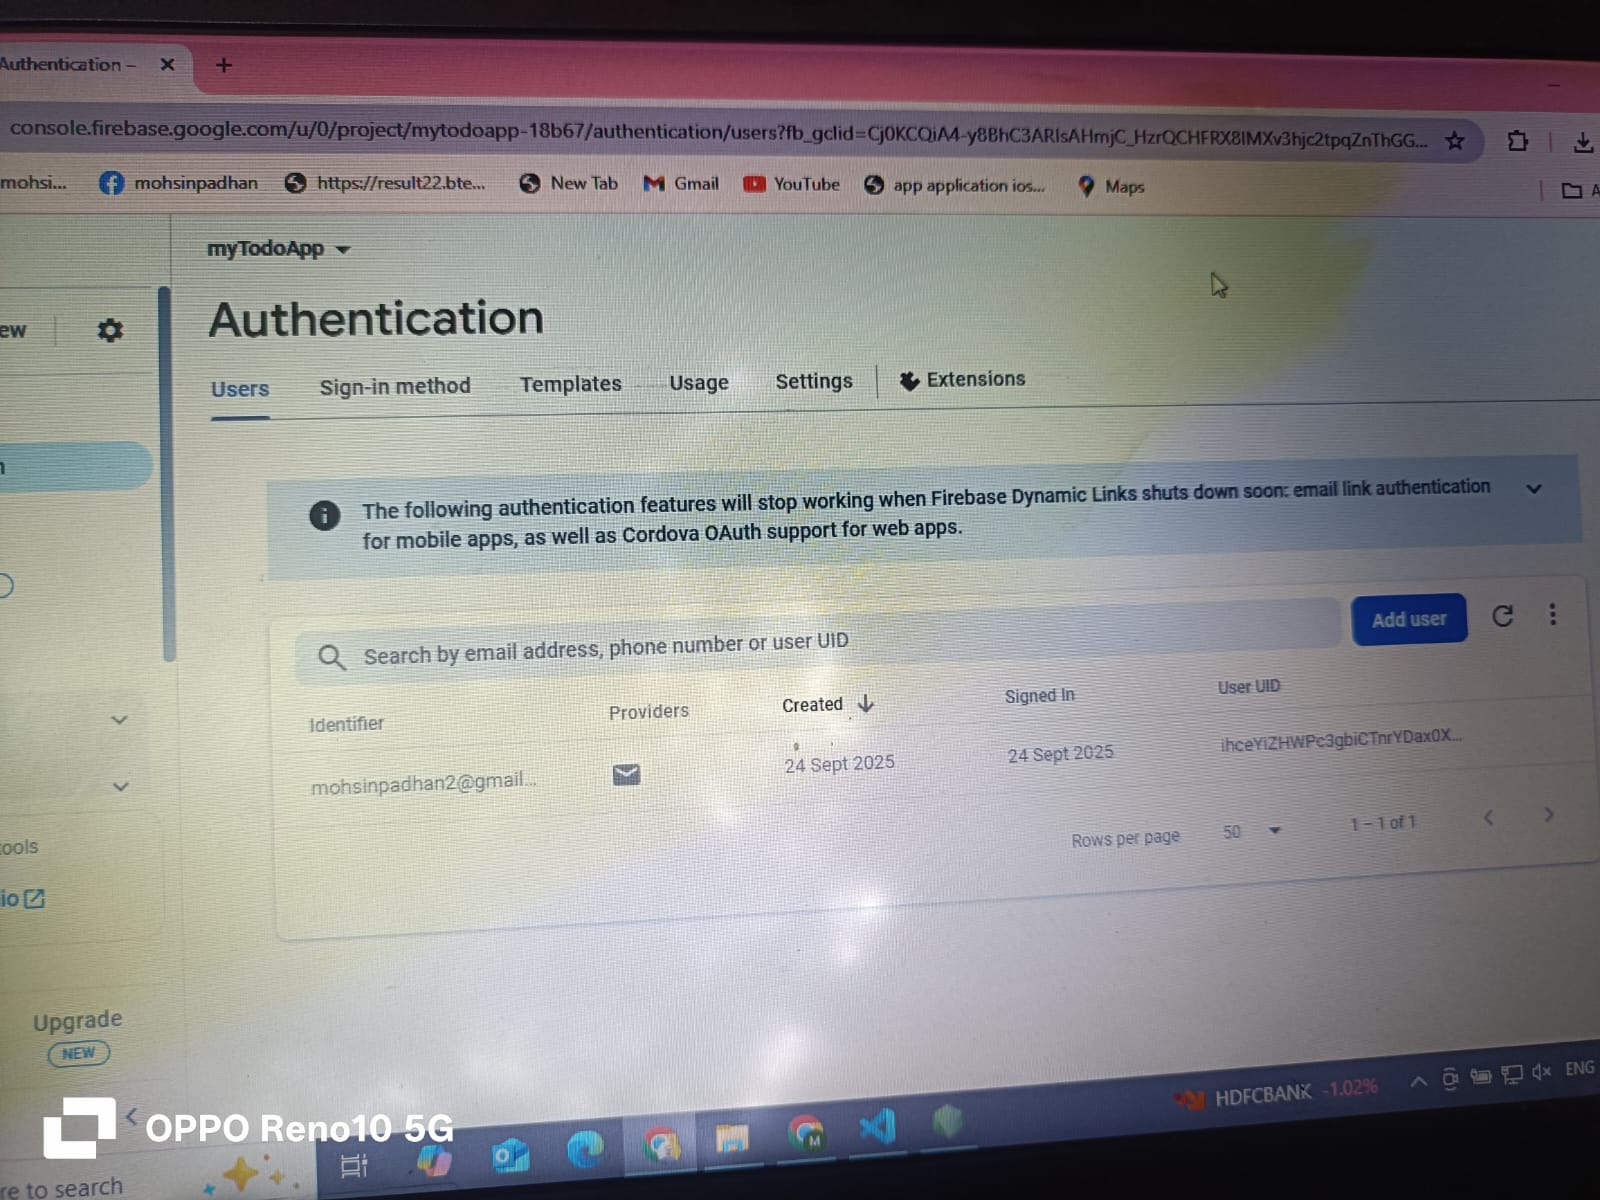 Authentication –
console.firebase.google.com/u/0/project/mytodoapp-18b67/authentication/users?fb_gclid=Cj0KCQjA4-y8BhC3ARIsAHmjC_HzrQCHFRX8IMXv3hjc2tpqZnThGG...
mohsi... mohsinpadhan https://result22.bte... New Tab Gmail YouTube app application ios... Maps
myTodoApp
Authentication
ew
Users Sign-in method Templates Usage Settings Extensions
The following authentication features will stop working when Firebase Dynamic Links shuts down soon: email link authentication
for mobile apps, as well as Cordova OAuth support for web apps.
Search by email address, phone number or user UID Add user
Identifier Providers Created Signed In User UID
mohsinpadhan2@gmail... 24 Sept 2025 24 Sept 2025 ihceYiZHWPc3gbiCTnrYDax0X...
Rows per page 50 1 – 1 of 1
ools
io
Upgrade
NEW
HDFCBANK -1.02% ENG
OPPO Reno10 5G
re to search